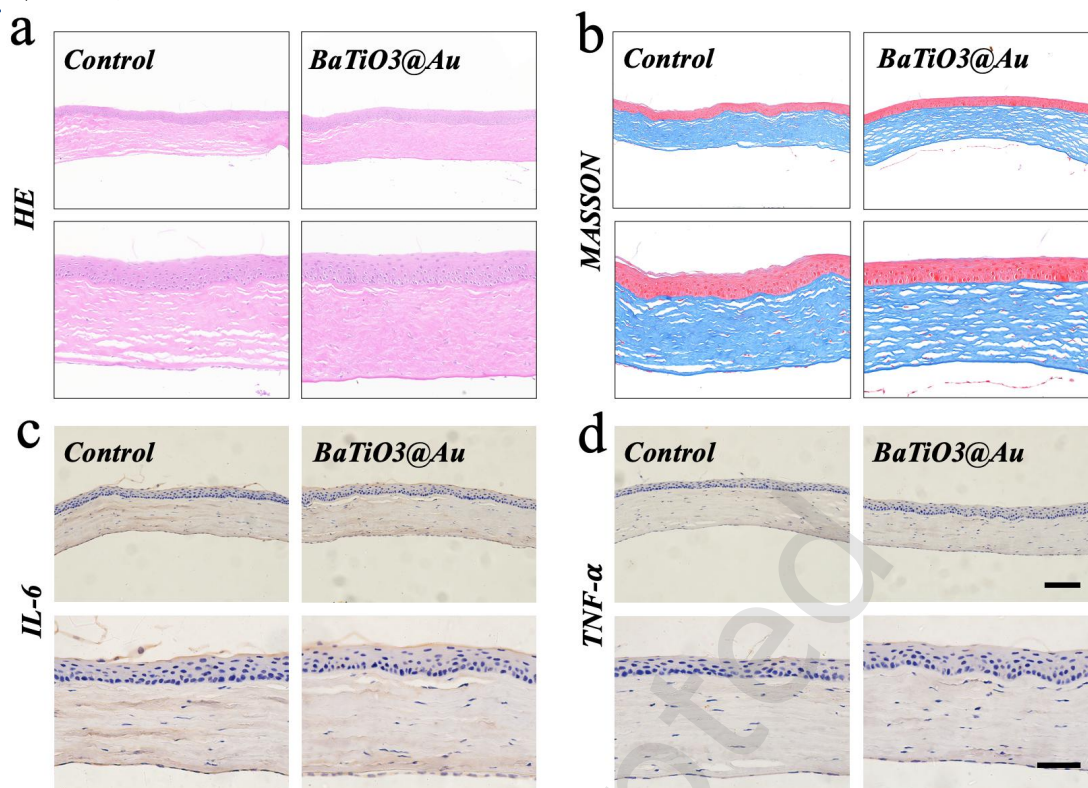 a
Control
BaTiO3@Au
HE
b
Control
BaTiO3@Au
MASSON
c
Control
BaTiO3@Au
IL-6
d
Control
BaTiO3@Au
TNF-α